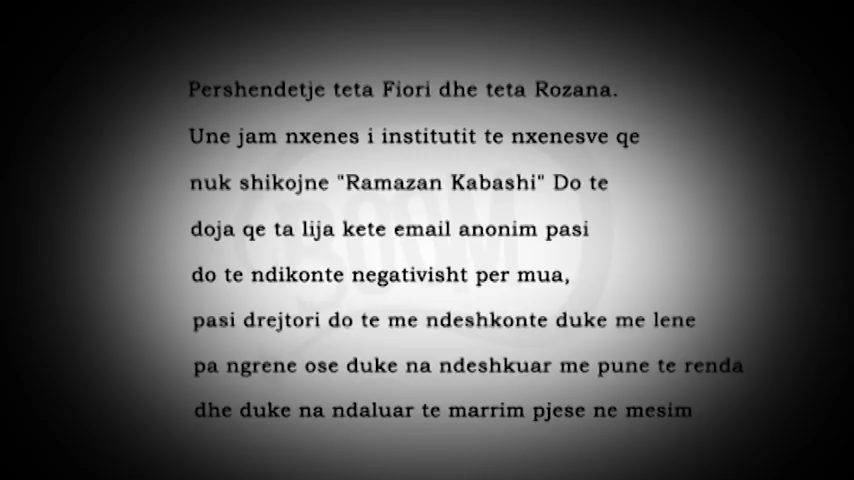 Pershendetje teta Fiori dhe teta Rozana.
Une jam nxenes i institutit te nxenesve qe
nuk shikojne "Ramazan Kabashi" Do te
doja qe ta lija kete email anonim pasi
do te ndikonte negativisht per mua,
pasi drejtori do te me ndeshkonte duke me lene
pa ngrene ose duke na ndeshkuar me pune te renda
dhe duke na ndaluar te marrim pjese ne mesim